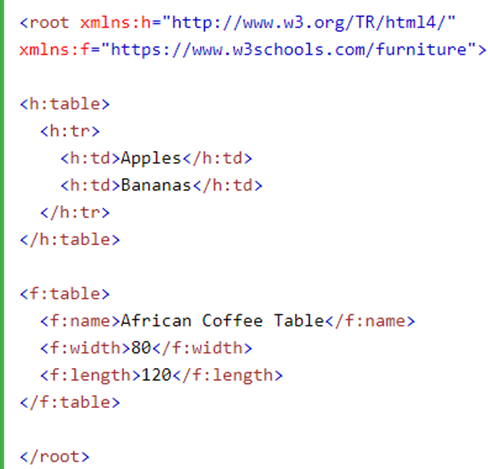 <root xmlns:h="http://www.w3.org/TR/html4/"
xmlns:f="https://www.w3schools.com/furniture">
<h:table>
<h:tr>
<h:td>Apples</h:td>
<h:td>Bananas</h:td>
</h:tr>
</h:table>
<f:table>
<f:name>African Coffee Table</f:name>
<f:width>80</f:width>
<f:length>120</f:length>
</f:table>
</root>